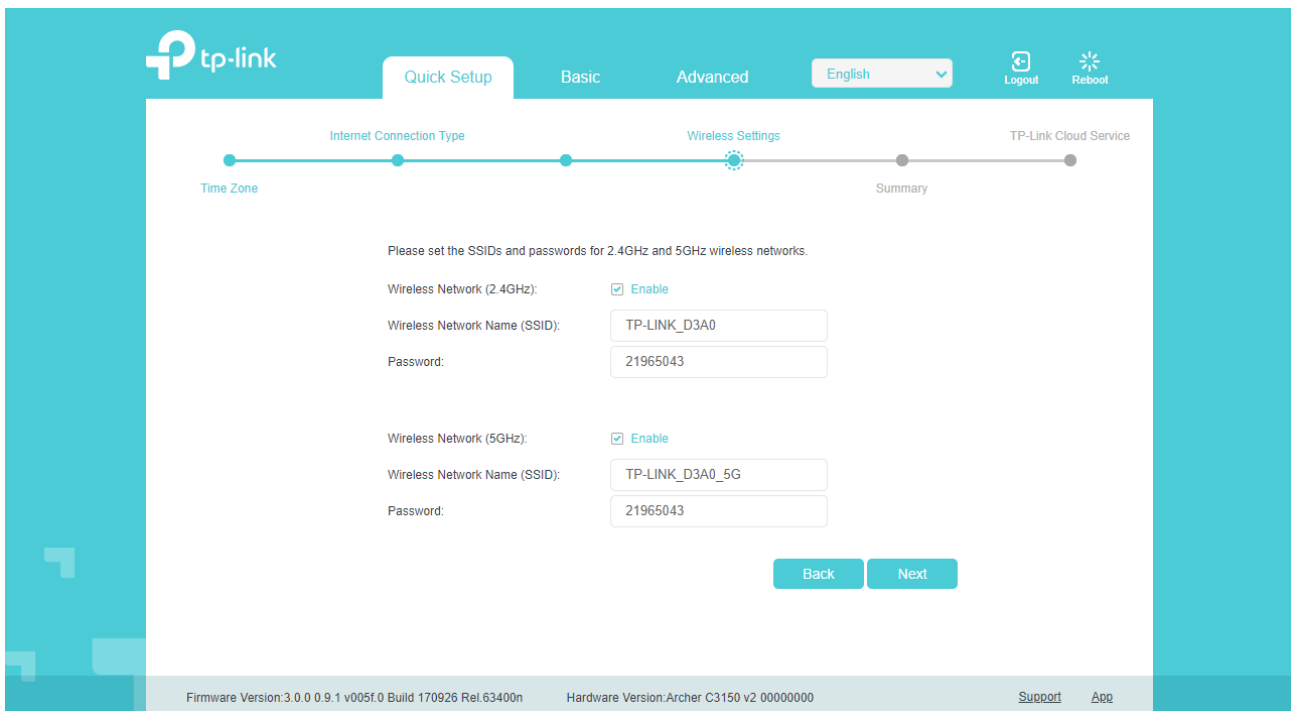 tp-link
Quick Setup Basic Advanced English Logout Reboot
Internet Connection Type Wireless Settings TP-Link Cloud Service
Time Zone Summary
Please set the SSIDs and passwords for 2.4GHz and 5GHz wireless networks.
Wireless Network (2.4GHz): Enable
Wireless Network Name (SSID): TP-LINK_D3A0
Password: 21965043
Wireless Network (5GHz): Enable
Wireless Network Name (SSID): TP-LINK_D3A0_5G
Password: 21965043
Back Next
Firmware Version:3.0.0 0.9.1 v005f.0 Build 170926 Rel.63400n Hardware Version:Archer C3150 v2 00000000 Support App